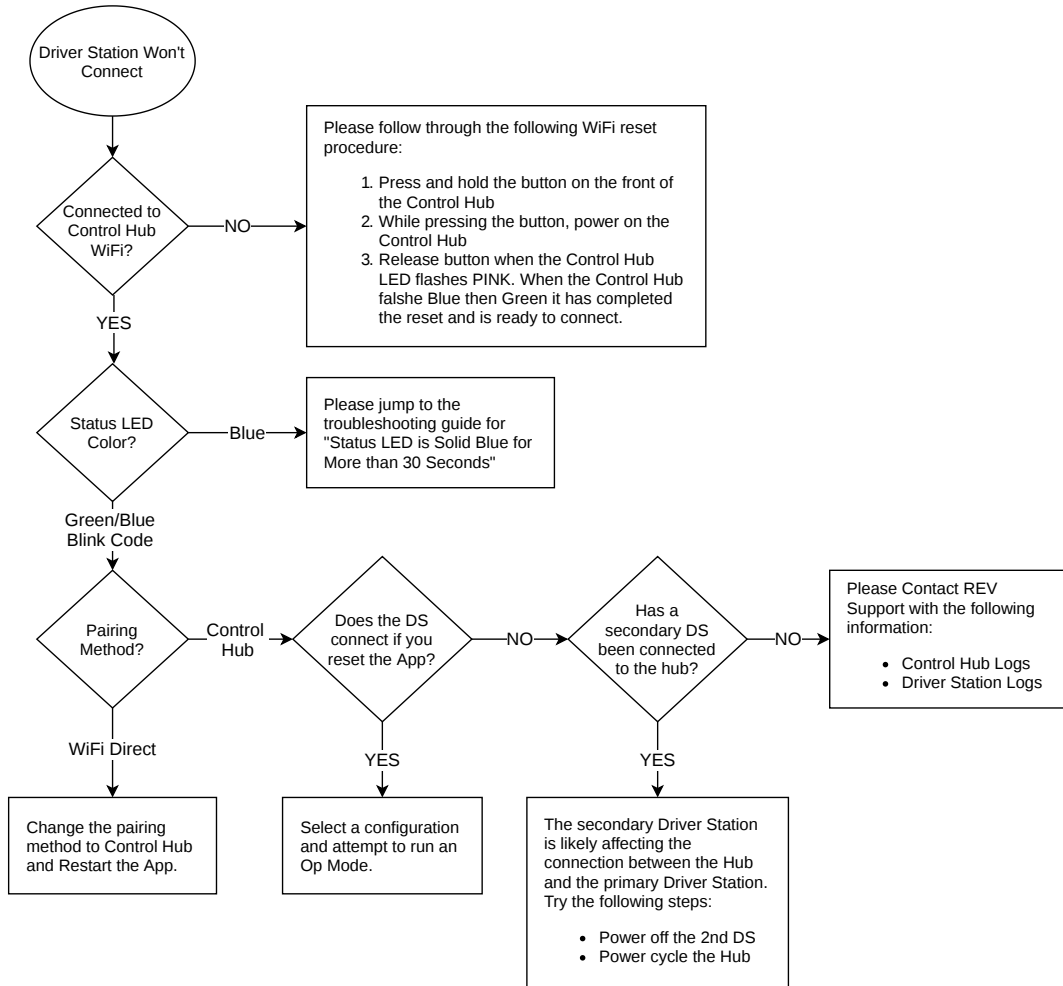 Driver Station Won't
Connect
Please follow through the following WiFi reset
procedure:
1. Press and hold the button on the front of
the Control Hub
2. While pressing the button, power on the
Control Hub
3. Release button when the Control Hub
LED flashes PINK. When the Control Hub
falshe Blue then Green it has completed
the reset and is ready to connect.
Connected to
Control Hub
WiFi?
NO
YES
Status LED
Color?
Blue
Please jump to the
troubleshooting guide for
"Status LED is Solid Blue for
More than 30 Seconds"
Green/Blue
Blink Code
Pairing
Method?
Control
Hub
Does the DS
connect if you
reset the App?
NO
Has a
secondary DS
been connected
to the hub?
NO
Please Contact REV
Support with the following
information:
• Control Hub Logs
• Driver Station Logs
WiFi Direct
YES
YES
Change the pairing
method to Control Hub
and Restart the App.
Select a configuration
and attempt to run an
Op Mode.
The secondary Driver Station
is likely affecting the
connection between the Hub
and the primary Driver Station.
Try the following steps:
• Power off the 2nd DS
• Power cycle the Hub